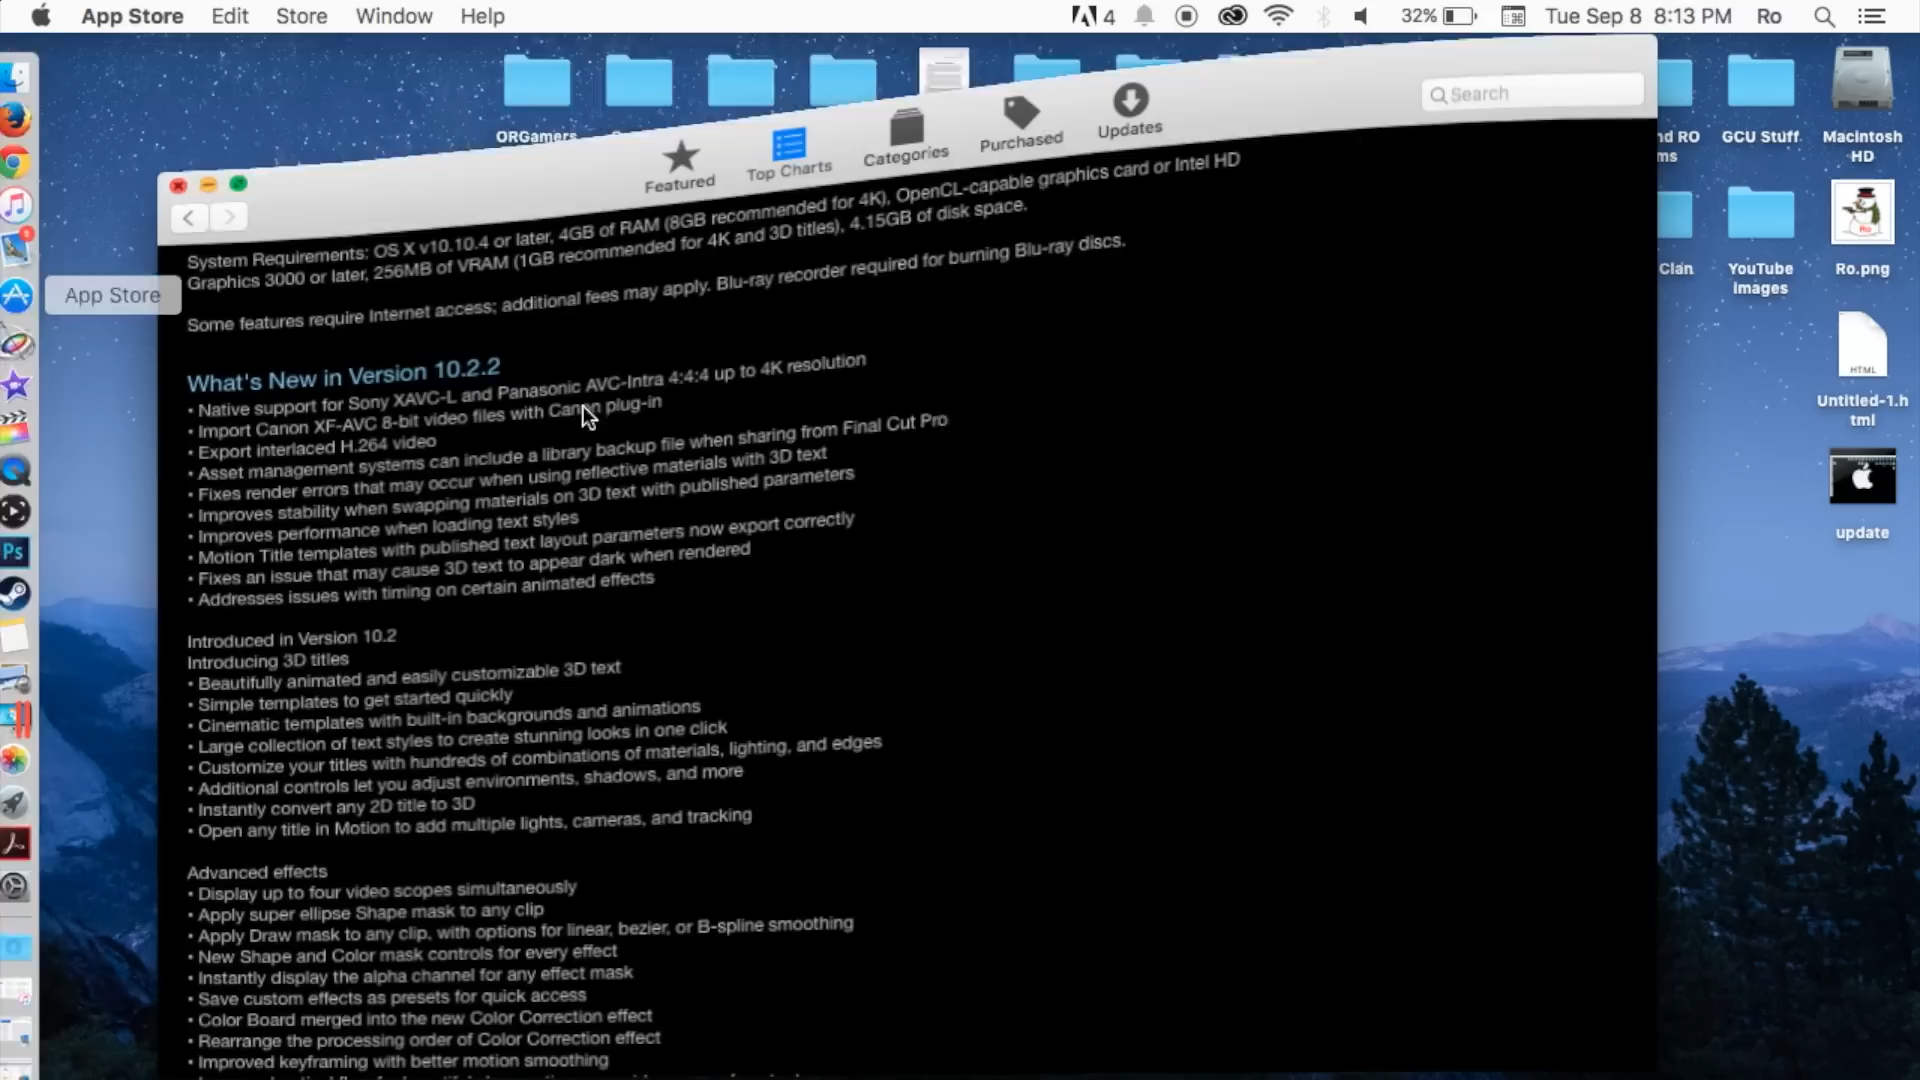 App Store Edit Store Window Help
4 32% Tue Sep 8 8:13 PM Ro
ORGamers
Featured Top Charts Categories Purchased Updates
Search
nd RO
ms
GCU Stuff
Macintosh
HD
Clan
YouTube
Images
Ro
Ro.png
HTML
Untitled-1.h
tml
update
App Store
Ps
System Requirements: OS X v10.10.4 or later, 4GB of RAM (8GB recommended for 4K), OpenCL-capable graphics card or Intel HD
Graphics 3000 or later, 256MB of VRAM (1GB recommended for 4K and 3D titles), 4.15GB of disk space.
Some features require Internet access; additional fees may apply. Blu-ray recorder required for burning Blu-ray discs.
What's New in Version 10.2.2
• Native support for Sony XAVC-L and Panasonic AVC-Intra 4:4:4 up to 4K resolution
• Import Canon XF-AVC 8-bit video files with Canon plug-in
• Export interlaced H.264 video
• Asset management systems can include a library backup file when sharing from Final Cut Pro
• Fixes render errors that may occur when using reflective materials with 3D text
• Improves stability when swapping materials on 3D text with published parameters
• Improves performance when loading text styles
• Motion Title templates with published text layout parameters now export correctly
• Fixes an issue that may cause 3D text to appear dark when rendered
• Addresses issues with timing on certain animated effects
Introduced in Version 10.2
Introducing 3D titles
• Beautifully animated and easily customizable 3D text
• Simple templates to get started quickly
• Cinematic templates with built-in backgrounds and animations
• Large collection of text styles to create stunning looks in one click
• Customize your titles with hundreds of combinations of materials, lighting, and edges
• Additional controls let you adjust environments, shadows, and more
• Instantly convert any 2D title to 3D
• Open any title in Motion to add multiple lights, cameras, and tracking
Advanced effects
• Display up to four video scopes simultaneously
• Apply super ellipse Shape mask to any clip
• Apply Draw mask to any clip, with options for linear, bezier, or B-spline smoothing
• New Shape and Color mask controls for every effect
• Instantly display the alpha channel for any effect mask
• Save custom effects as presets for quick access
• Color Board merged into the new Color Correction effect
• Rearrange the processing order of Color Correction effect
• Improved keyframing with better motion smoothing